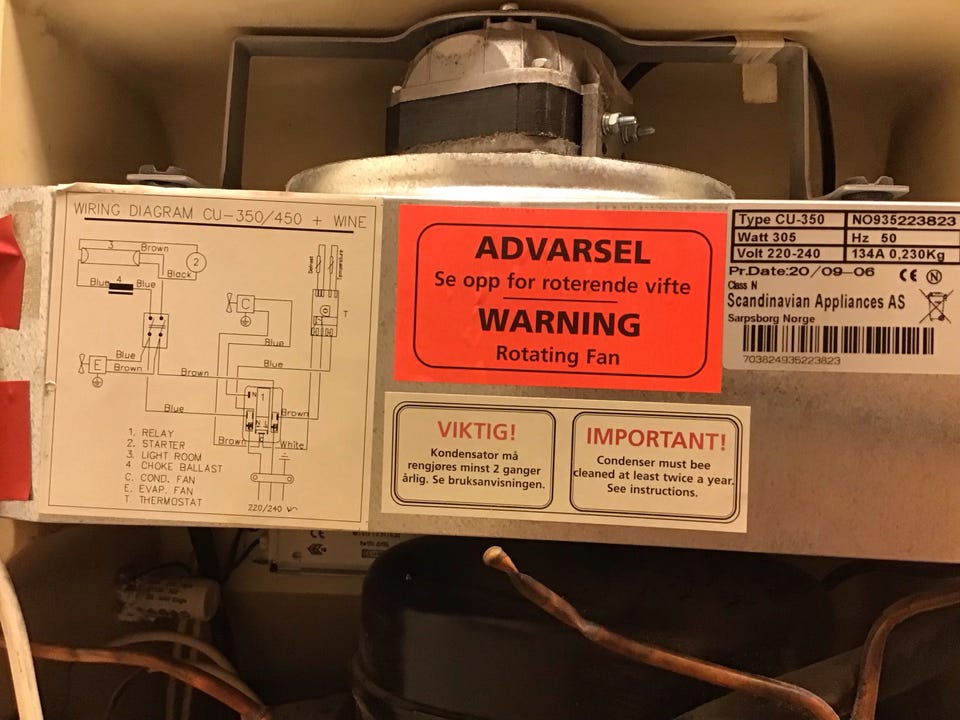 WIRING DIAGRAM CU-350/450 + WINE
3
Brown
2
Black
Blue
4
C
Defrost
Temperature
T
Blue
Blue
E
Blue
Brown
Brown
N
1
Blue
Brown
Brown
White
1. RELAY
2. STARTER
3. LIGHT ROOM
4 CHOKE BALLAST
C. COND. FAN
E. EVAP. FAN
T THERMOSTAT
220/240 V
ADVARSEL
Se opp for roterende vifte
WARNING
Rotating Fan
VIKTIG!
Kondensator må
rengjøres minst 2 ganger
årlig. Se bruksanvisningen.
IMPORTANT!
Condenser must bee
cleaned at least twice a year.
See instructions.
Type CU-350 NO935223823
Watt 305 Hz 50
Volt 220-240 134A 0,230Kg
Pr.Date:20/09-06 CE N
Class N
Scandinavian Appliances AS
Sarpsborg Norge
703824935223823